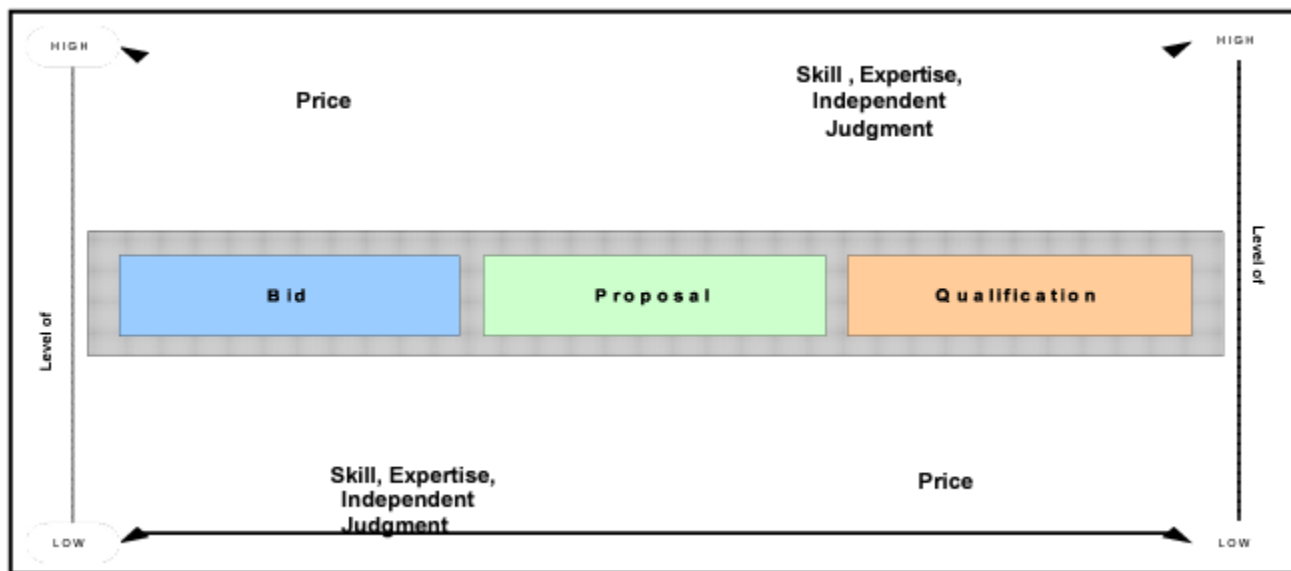 HIGH
HIGH
Price
Skill , Expertise,
Independent
Judgment
Level of
Level of
Bid
Proposal
Qualification
Skill, Expertise,
Independent
Judgment
Price
LOW
LOW